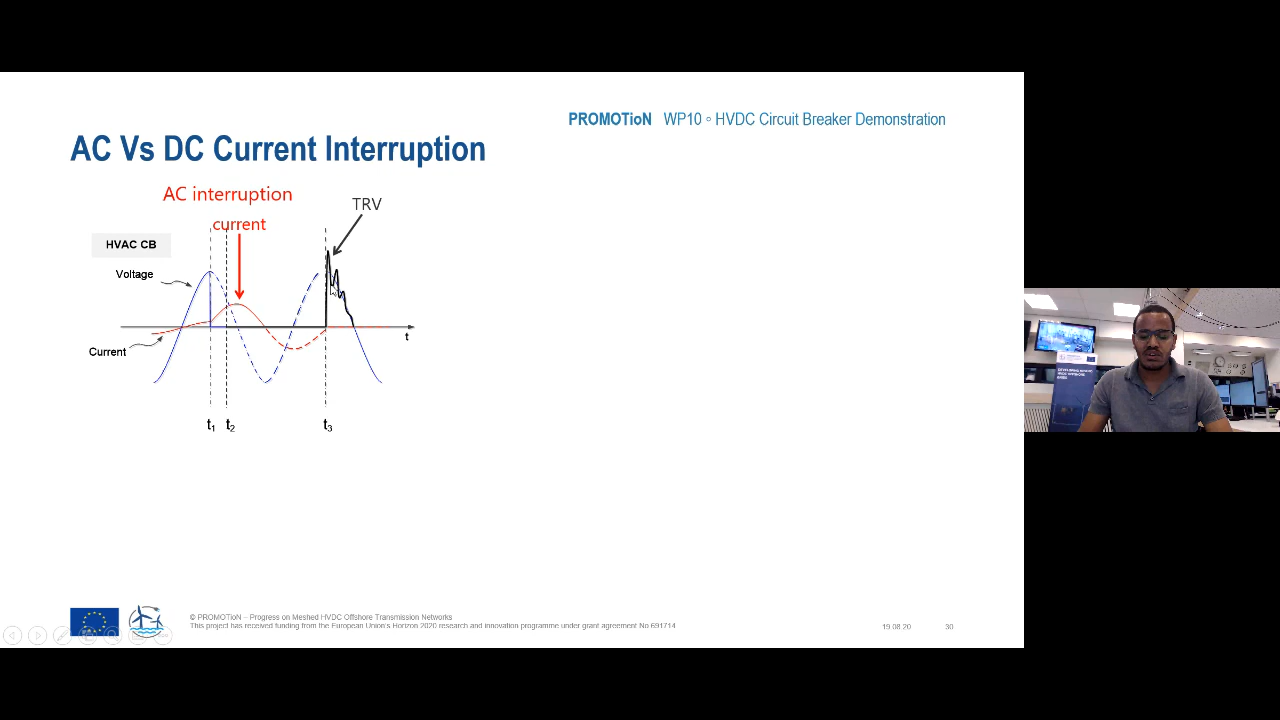 PROMOTioN WP10 ◦ HVDC Circuit Breaker Demonstration
AC Vs DC Current Interruption
AC interruption
current
TRV
HVAC CB
Voltage
Current
t
t1 t2 t3
© PROMOTioN – Progress on Meshed HVDC Offshore Transmission Networks
This project has received funding from the European Union's Horizon 2020 research and innovation programme under grant agreement No 691714
19.08.20 30